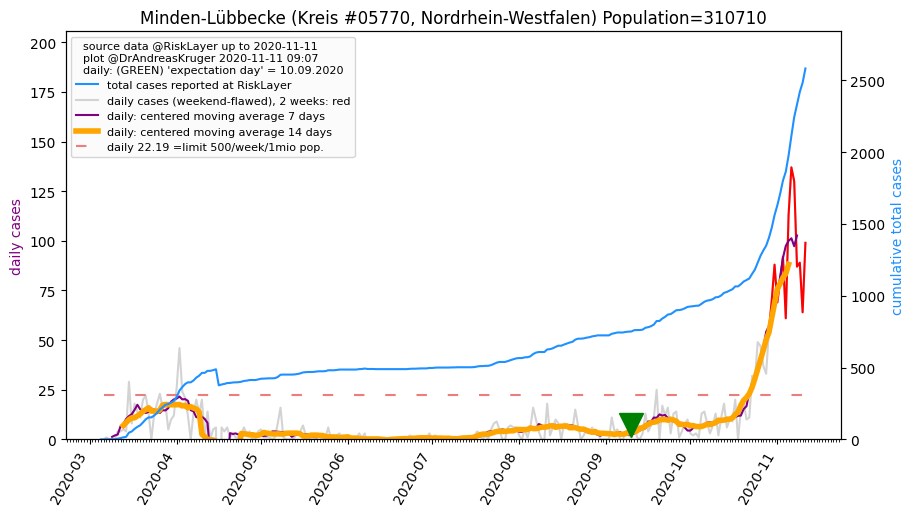 Minden-Lübbecke (Kreis #05770, Nordrhein-Westfalen) Population=310710
source data @RiskLayer up to 2020-11-11
plot @DrAndreasKruger 2020-11-11 09:07
daily: (GREEN) 'expectation day' = 10.09.2020
total cases reported at RiskLayer
daily cases (weekend-flawed), 2 weeks: red
daily: centered moving average 7 days
daily: centered moving average 14 days
daily 22.19 =limit 500/week/1mio pop.
daily cases
200
175
150
125
100
75
50
25
0
cumulative total cases
2500
2000
1500
1000
500
0
2020-03
2020-04
2020-05
2020-06
2020-07
2020-08
2020-09
2020-10
2020-11